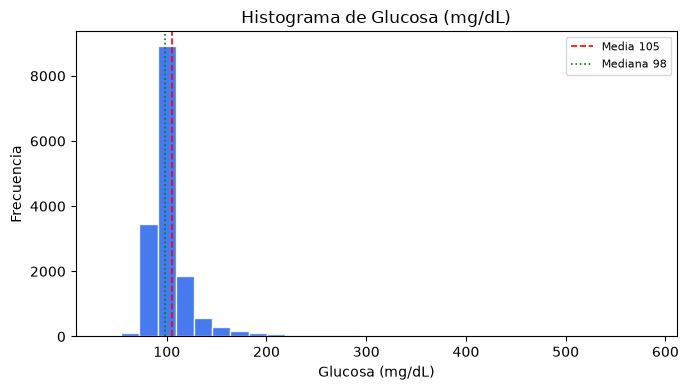 Histograma de Glucosa (mg/dL)
Media 105
Mediana 98
8000
6000
4000
2000
0
Frecuencia
100 200 300 400 500 600
Glucosa (mg/dL)